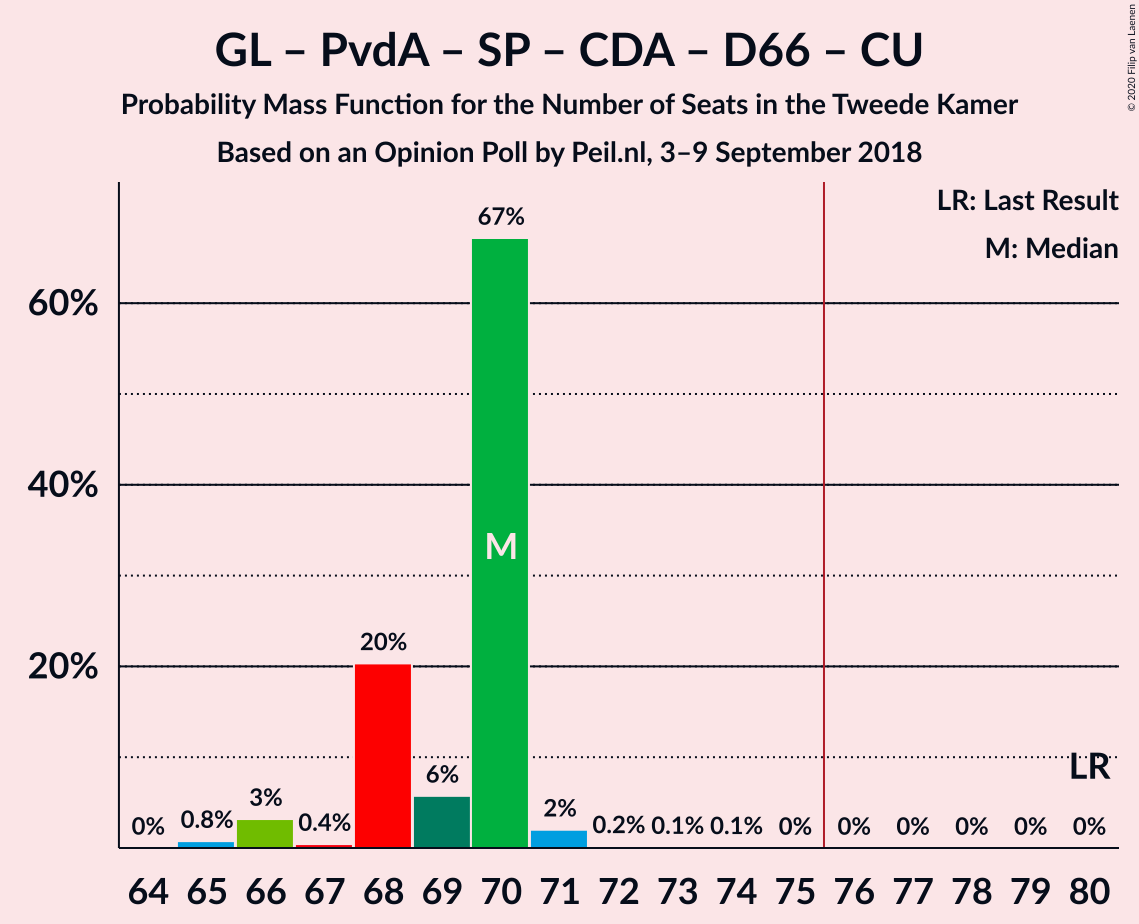 GL – PvdA – SP – CDA – D66 – CU
Probability Mass Function for the Number of Seats in the Tweede Kamer
Based on an Opinion Poll by Peil.nl, 3–9 September 2018
© 2020 Filip van Laenen
LR: Last Result
M: Median
60%
40%
20%
0% 0.8% 3% 0.4% 20% 6% 67% 2% 0.2% 0.1% 0.1% 0% 0% 0% 0% 0% 0%
M
LR
64 65 66 67 68 69 70 71 72 73 74 75 76 77 78 79 80